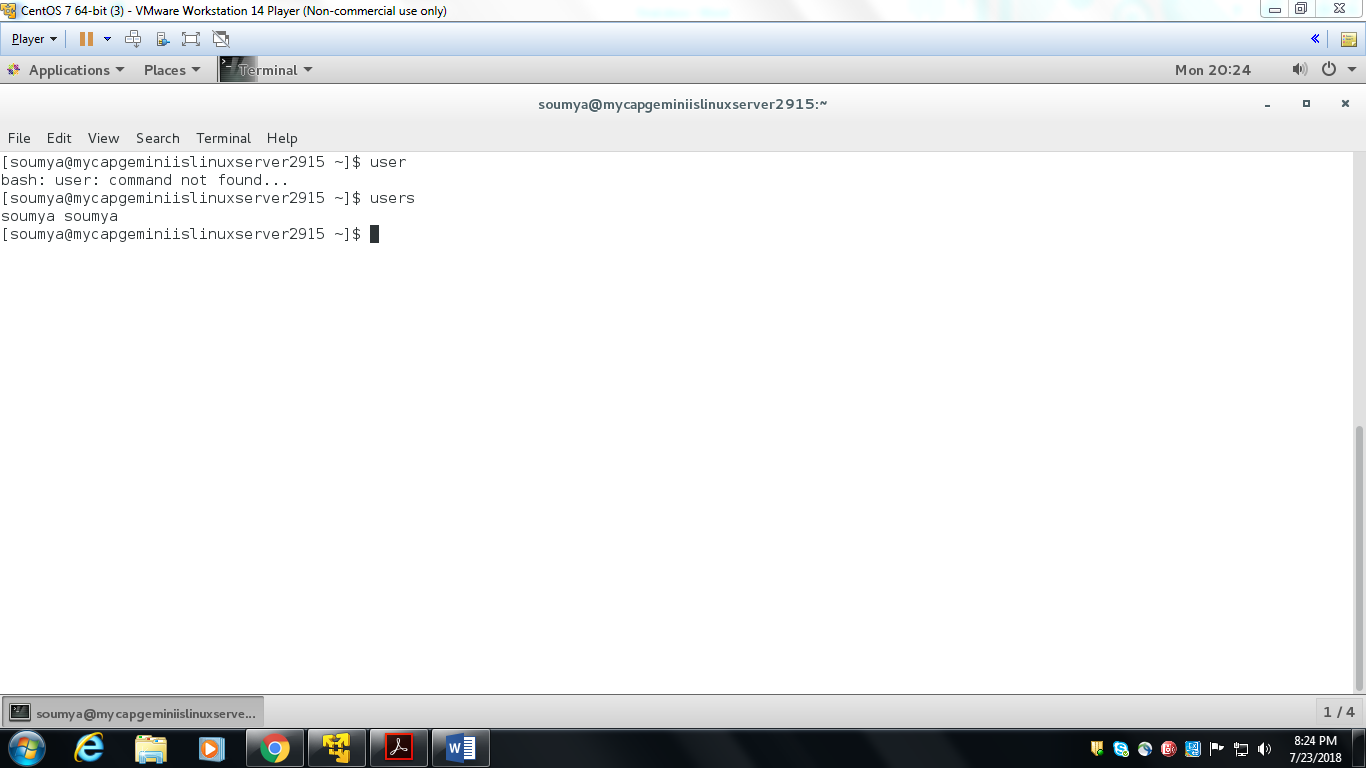 CentOS 7 64-bit (3) - VMware Workstation 14 Player (Non-commercial use only)
Player
Applications Places Terminal Mon 20:24
soumya@mycapgeminiislinuxserver2915:~
File Edit View Search Terminal Help
[soumya@mycapgeminiislinuxserver2915 ~]$ user
bash: user: command not found...
[soumya@mycapgeminiislinuxserver2915 ~]$ users
soumya soumya
[soumya@mycapgeminiislinuxserver2915 ~]$
soumya@mycapgeminiislinuxserve... 1 / 4
8:24 PM
7/23/2018